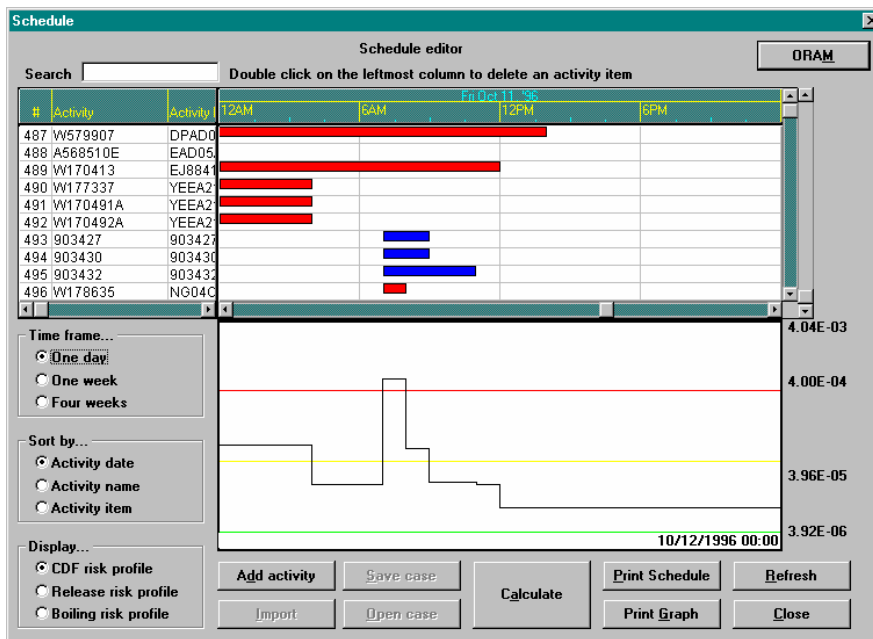 Schedule
Schedule editor
ORAM
Search
Double click on the leftmost column to delete an activity item
Fri Oct 11, '96
# Activity Activity I 12AM 6AM 12PM 6PM
487 W579907 DPAD0
488 A568510E EAD05
489 W170413 EJ8841
490 W177337 YEEA2
491 W170491A YEEA2
492 W170492A YEEA2
493 903427 903427
494 903430 903430
495 903432 903432
496 W178635 NG04C
Time frame...
One day
One week
Four weeks
Sort by...
Activity date
Activity name
Activity item
Display...
CDF risk profile
Release risk profile
Boiling risk profile
4.04E-03
4.00E-04
3.96E-05
3.92E-06
10/12/1996 00:00
Add activity Save case Calculate Print Schedule Refresh
Import Open case Print Graph Close